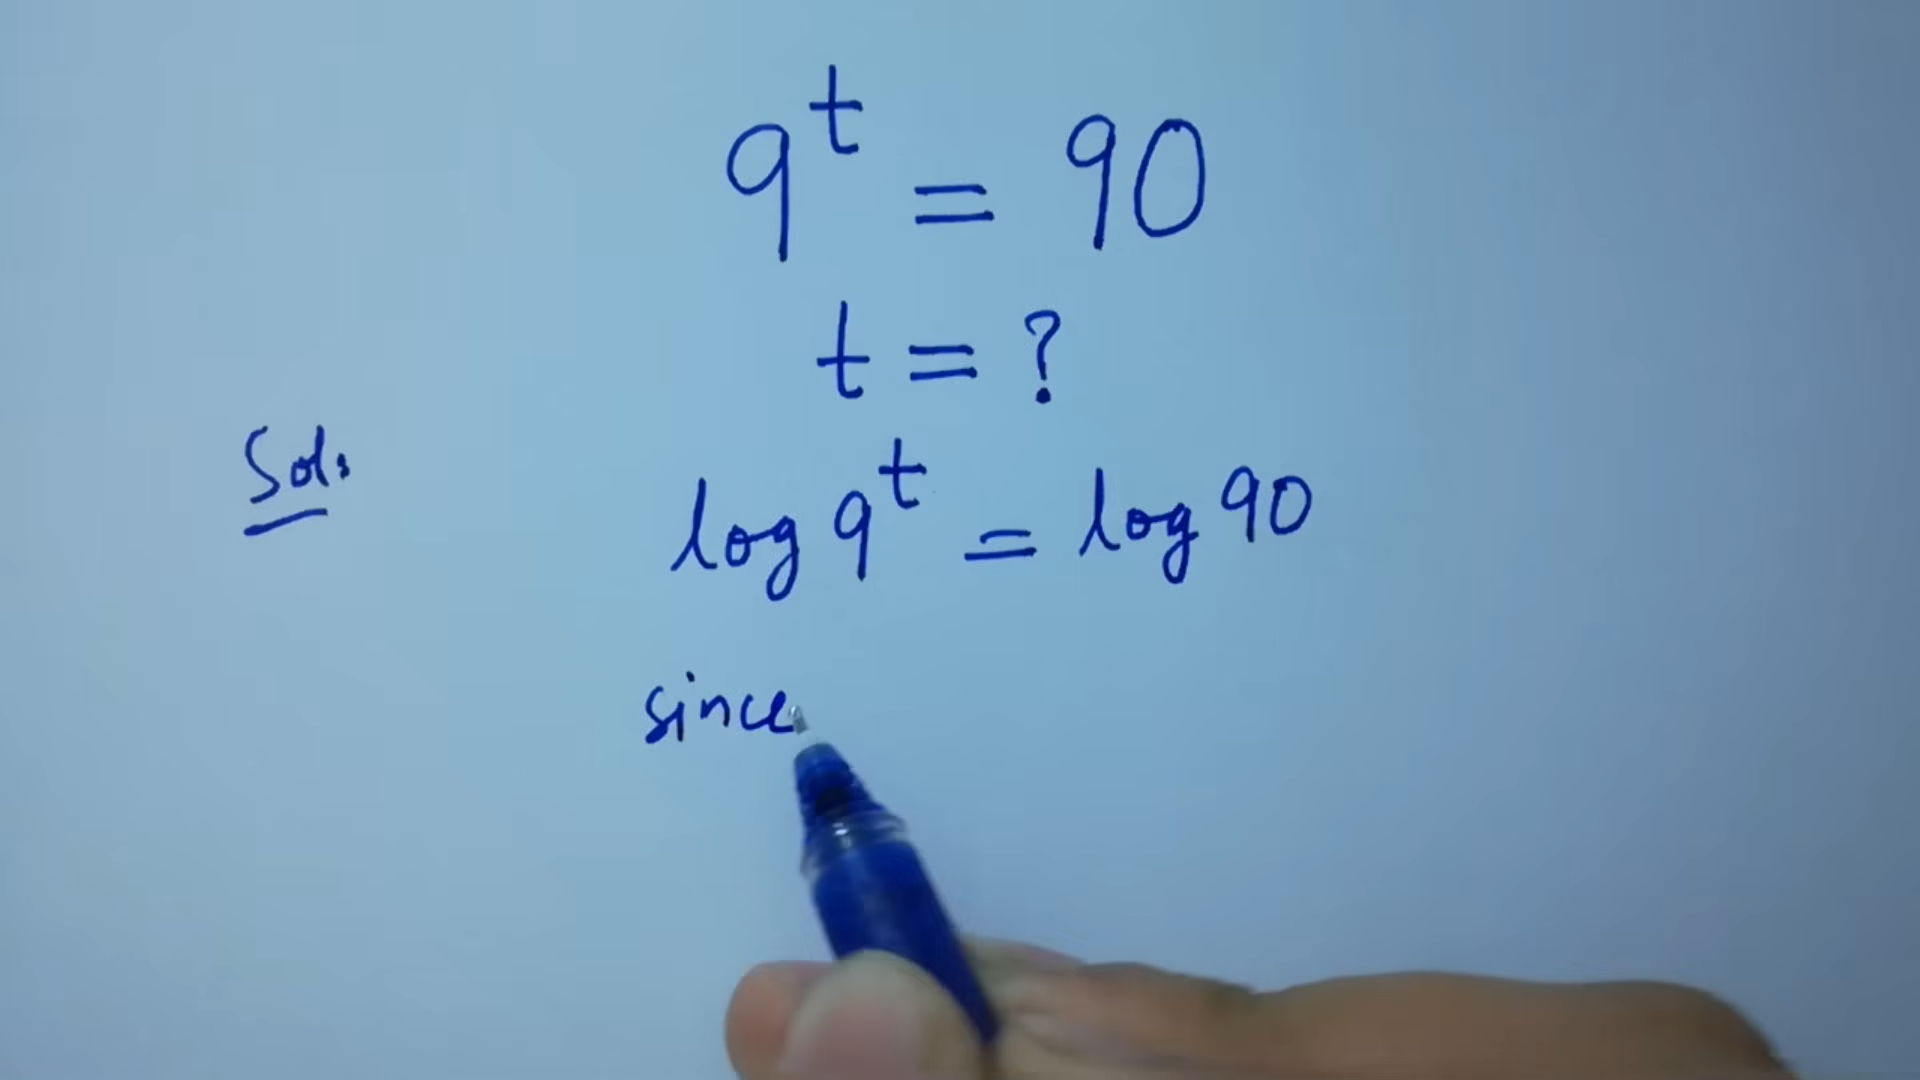 9^t = 90
t = ?
Sol:
log 9^t = log 90
since